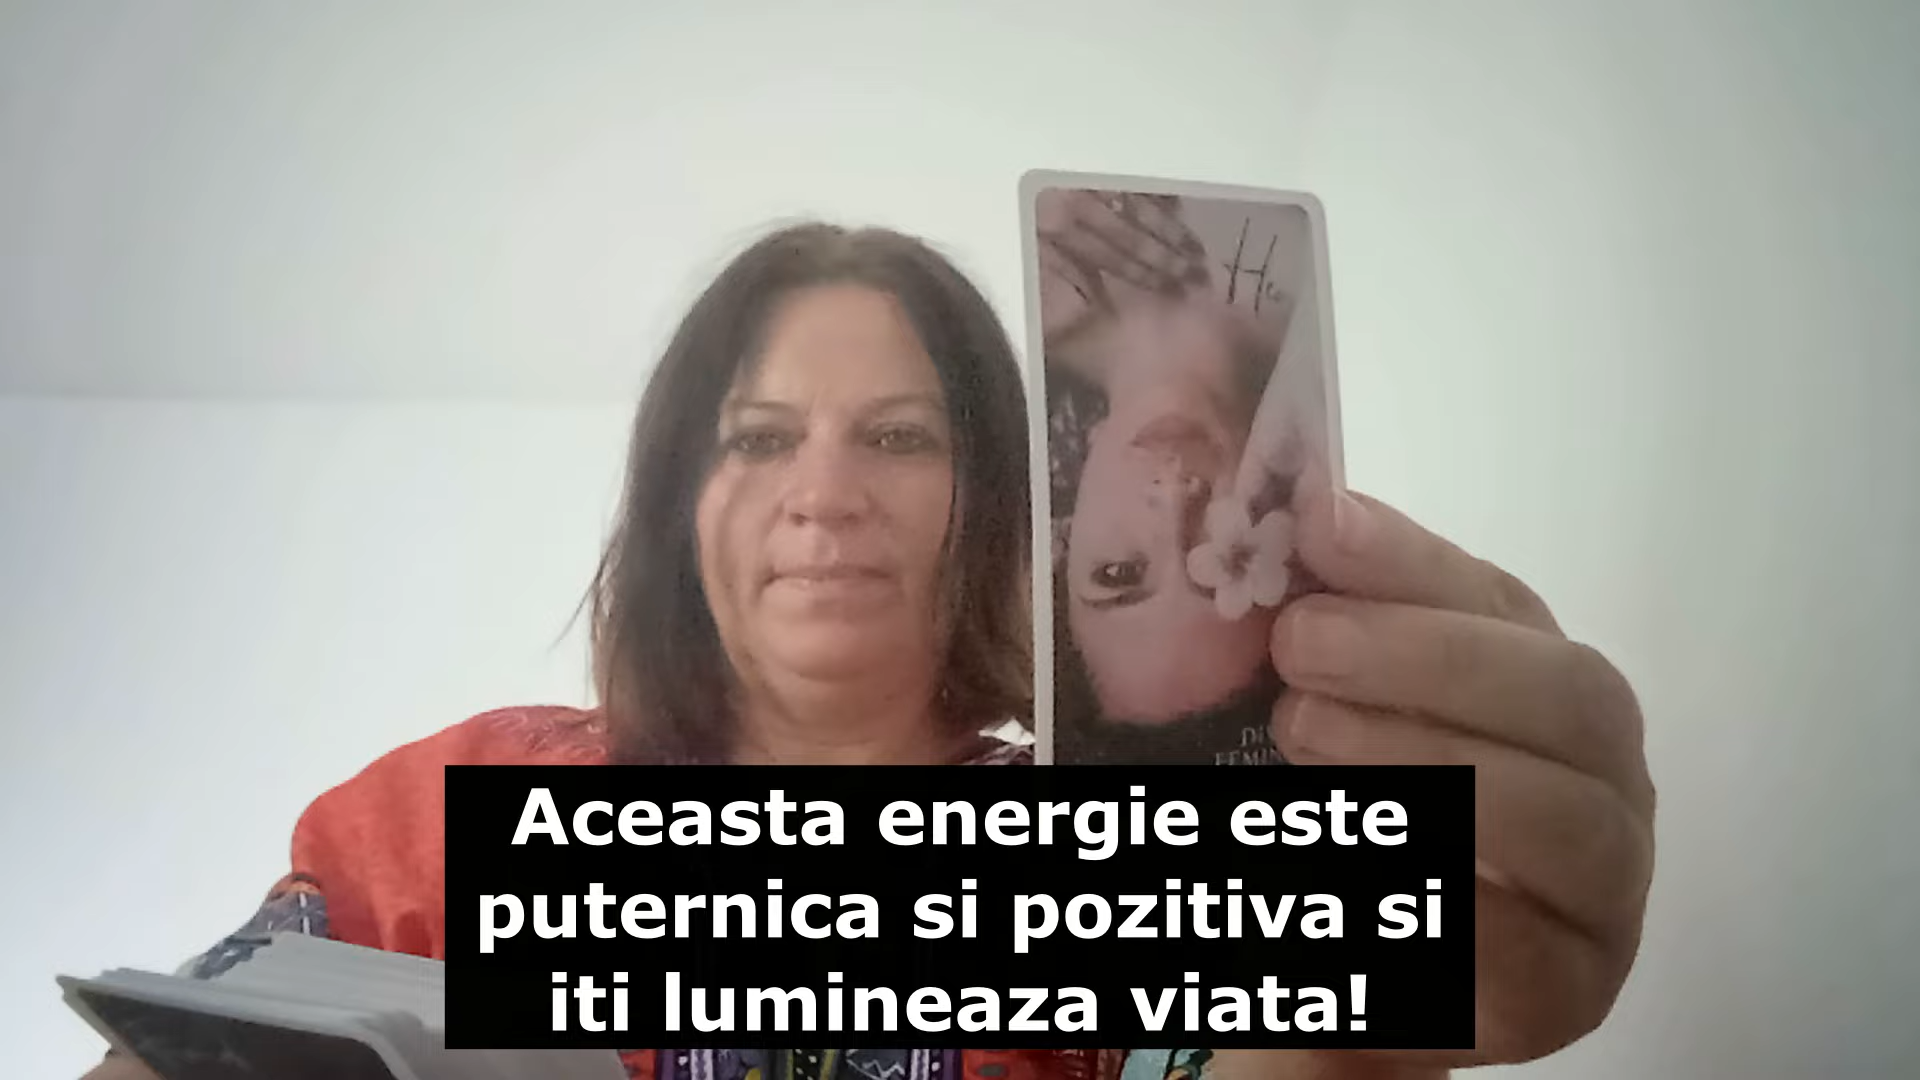 Aceasta energie este
puternica si pozitiva si
iti lumineaza viata!